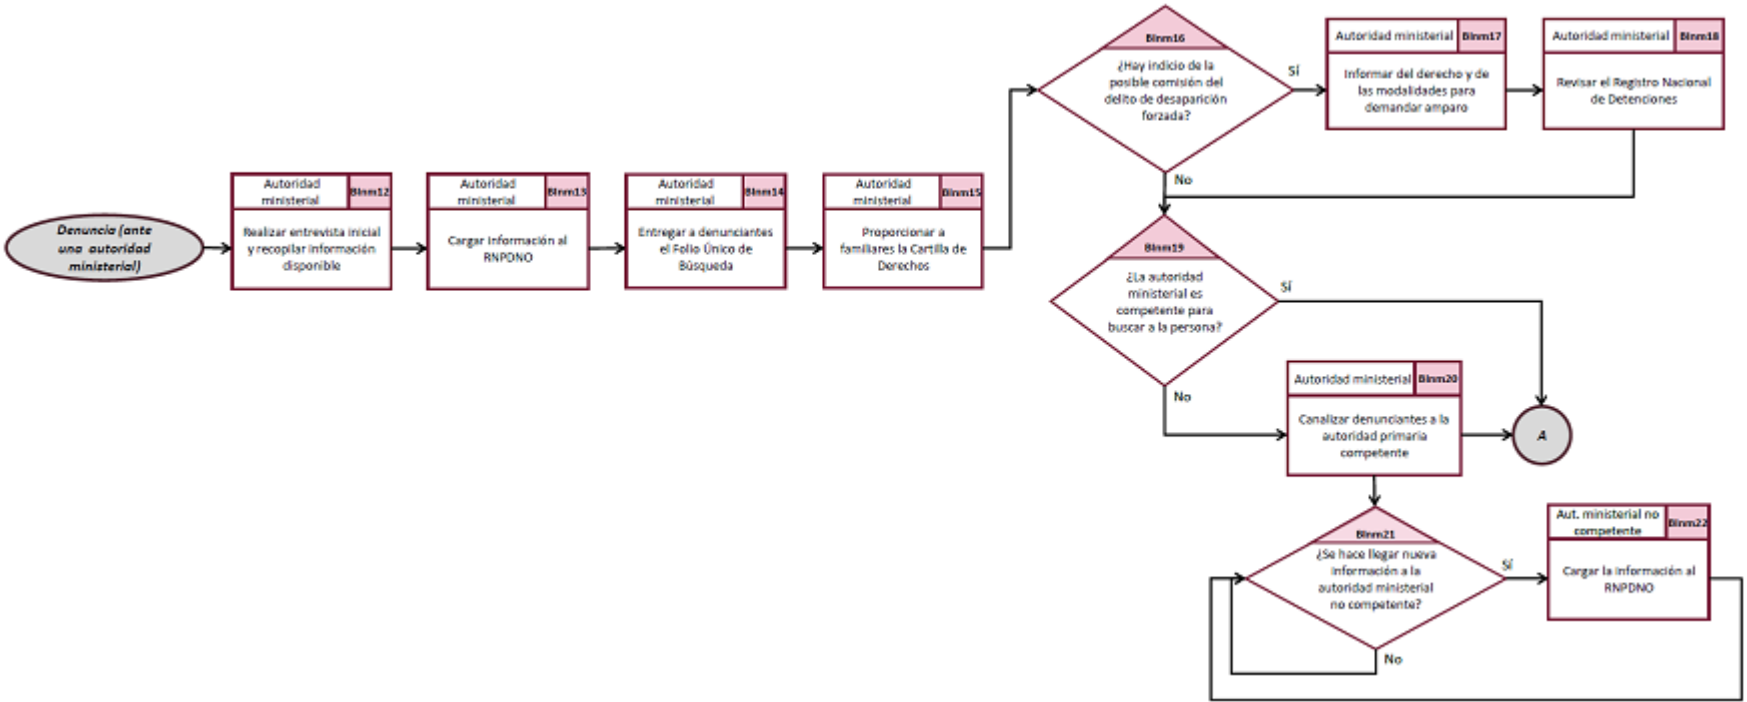 Denuncia (ante
una autoridad
ministerial)
Autoridad
ministerial
BInm12
Realizar entrevista inicial
y recopilar información
disponible
Autoridad
ministerial
BInm13
Cargar información al
RNPDNO
Autoridad
ministerial
BInm14
Entregar a denunciantes
el Folio Único de
Búsqueda
Autoridad
ministerial
BInm15
Proporcionar a
familiares la Cartilla de
Derechos
BInm16
¿Hay indicio de la
posible comisión del
delito de desaparición
forzada?
Sí
No
Autoridad ministerial
BInm17
Informar del derecho y de
las modalidades para
demandar amparo
Autoridad ministerial
BInm18
Revisar el Registro Nacional
de Detenciones
BInm19
¿La autoridad
ministerial es
competente para
buscar a la persona?
Sí
No
Autoridad ministerial
BInm20
Canalizar denunciantes a la
autoridad primaria
competente
A
BInm21
¿Se hace llegar nueva
información a la
autoridad ministerial
no competente?
Sí
No
Aut. ministerial no
competente
BInm22
Cargar la información al
RNPDNO